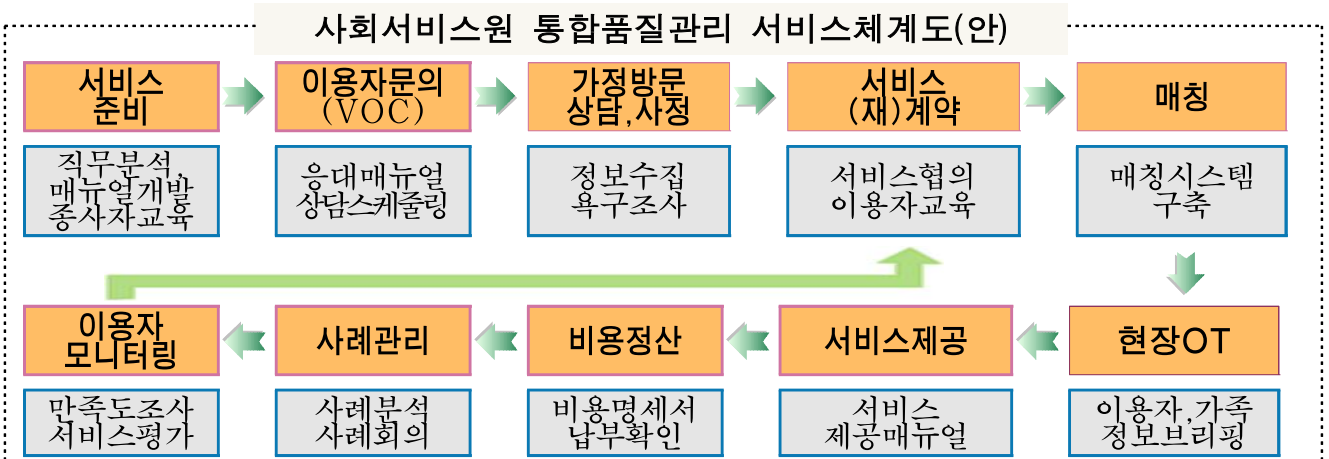 사회서비스원 통합품질관리 서비스체계도(안)
서비스
준비
이용자문의
(VOC)
가정방문
상담,사정
서비스
(재)계약
매칭
직무분석,
매뉴얼개발
종사자교육
응대매뉴얼
상담스케줄링
정보수집
욕구조사
서비스협의
이용자교육
매칭시스템
구축
이용자
모니터링
사례관리
비용정산
서비스제공
현장OT
만족도조사
서비스평가
사례분석
사례회의
비용명세서
납부확인
서비스
제공매뉴얼
이용자,가족
정보브리핑